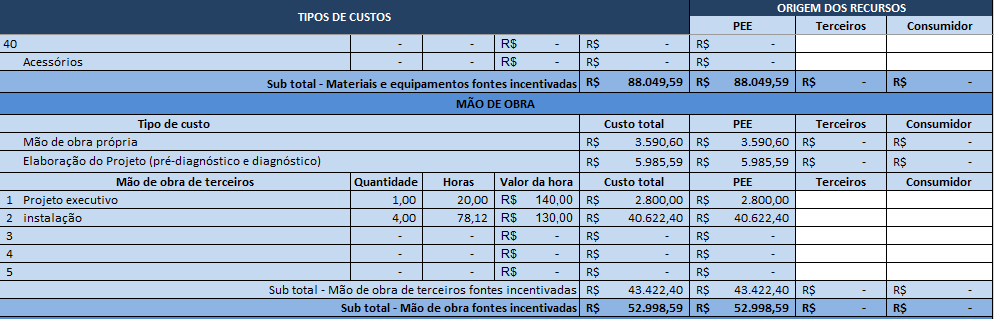 TIPOS DE CUSTOS ORIGEM DOS RECURSOS
PEE Terceiros Consumidor
40 - - R$ - R$ - R$ -
Acessórios - - R$ - R$ - R$ -
Sub total - Materiais e equipamentos fontes incentivadas R$ 88.049,59 R$ 88.049,59 R$ - R$ -
MÃO DE OBRA
Tipo de custo Custo total PEE Terceiros Consumidor
Mão de obra própria R$ 3.590,60 R$ 3.590,60 R$ - R$ -
Elaboração do Projeto (pré-diagnóstico e diagnóstico) R$ 5.985,59 R$ 5.985,59 R$ - R$ -
Mão de obra de terceiros Quantidade Horas Valor da hora Custo total PEE Terceiros Consumidor
1 Projeto executivo 1,00 20,00 R$ 140,00 R$ 2.800,00 R$ 2.800,00
2 instalação 4,00 78,12 R$ 130,00 R$ 40.622,40 R$ 40.622,40
3 - - R$ - R$ - R$ -
4 - - R$ - R$ - R$ -
5 - - R$ - R$ - R$ -
Sub total - Mão de obra de terceiros fontes incentivadas R$ 43.422,40 R$ 43.422,40 R$ - R$ -
Sub total - Mão de obra fontes incentivadas R$ 52.998,59 R$ 52.998,59 R$ - R$ -